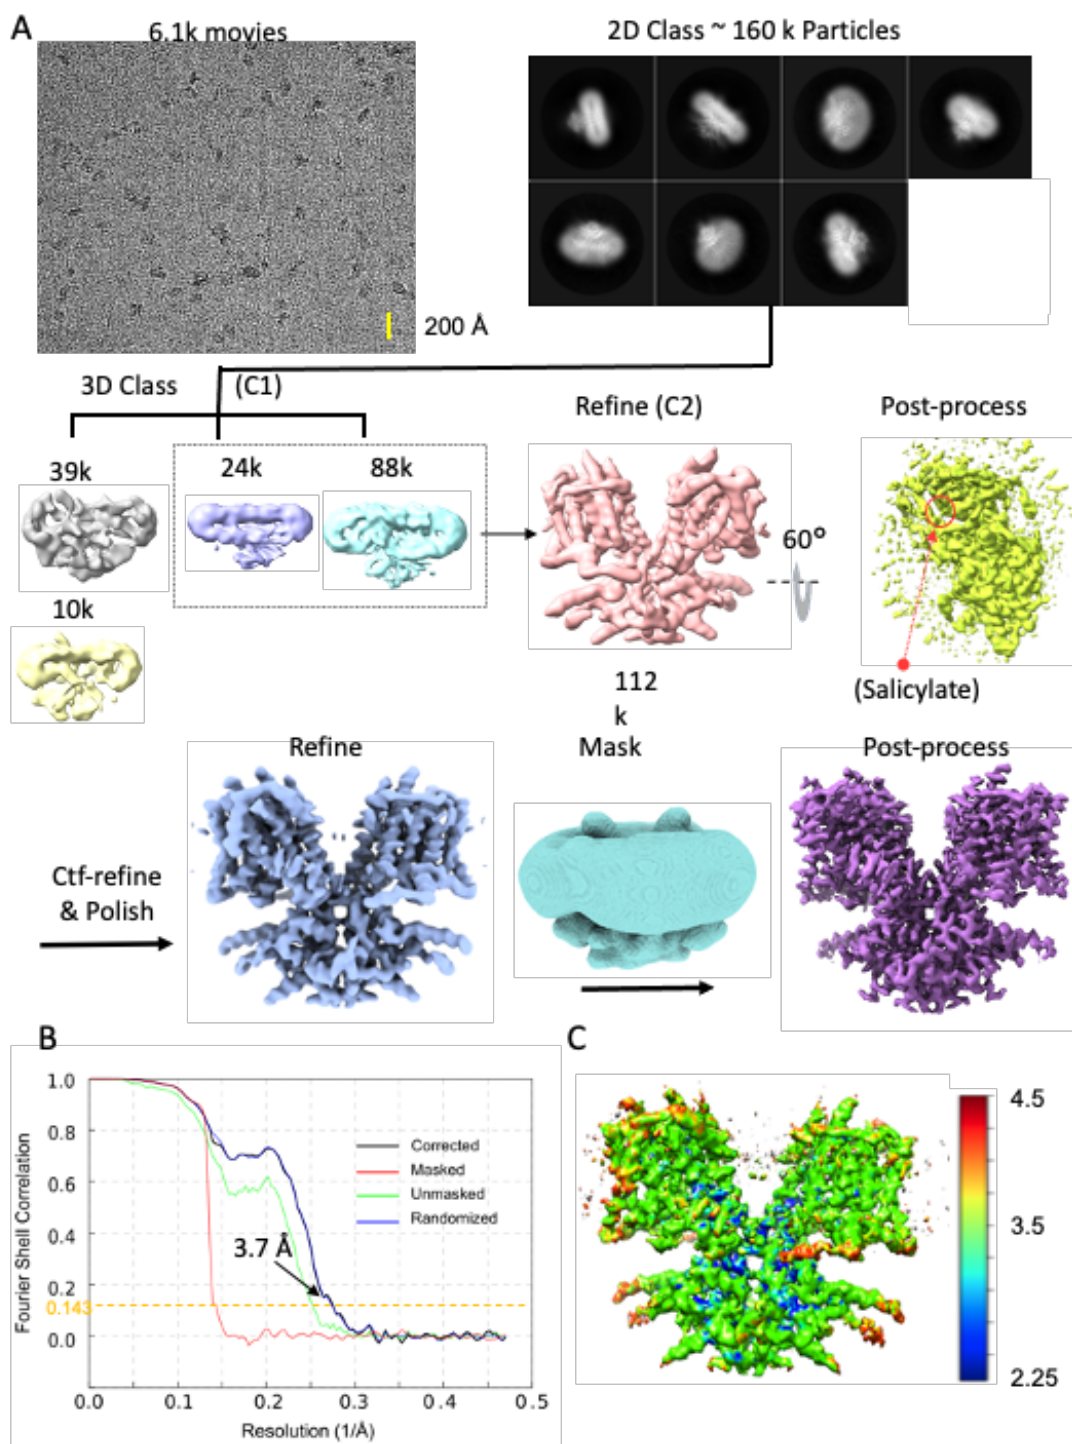 A
6.1k movies
2D Class ~ 160 k Particles
200 Å
3D Class (C1)
Refine (C2)
Post-process
39k
24k
88k
60°
10k
112
k
(Salicylate)
Refine
Mask
Post-process
Ctf-refine
& Polish
B
C
1.0
0.8
0.6
0.4
0.2
0.143
0.0
Fourier Shell Correlation
Corrected
Masked
Unmasked
Randomized
3.7 Å
0.0 0.1 0.2 0.3 0.4 0.5
Resolution (1/Å)
4.5
3.5
2.25